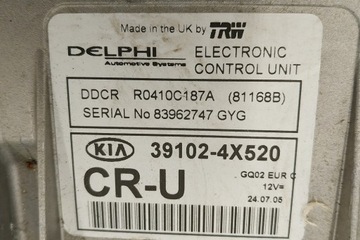 Made in the UK by TRW
DELPHI
Automotive Systems
ELECTRONIC
CONTROL UNIT
DDCR R0410C187A (81168B)
SERIAL No 83962747 GYG
KIA 39102-4X520
CR-U
GQ02 EUR C
12V=
24.07.05